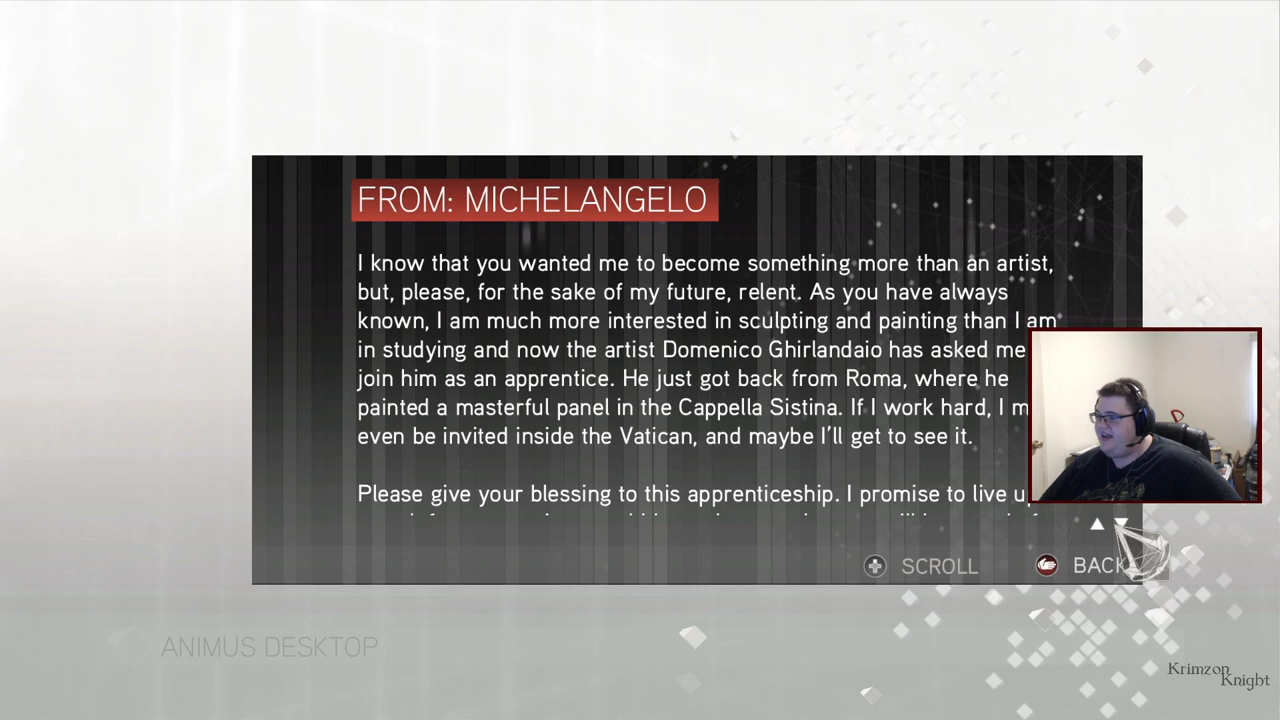 FROM: MICHELANGELO
I know that you wanted me to become something more than an artist,
but, please, for the sake of my future, relent. As you have always
known, I am much more interested in sculpting and painting than I am
in studying and now the artist Domenico Ghirlandaio has asked me
join him as an apprentice. He just got back from Roma, where he
painted a masterful panel in the Cappella Sistina. If I work hard, I
even be invited inside the Vatican, and maybe I'll get to see it.
Please give your blessing to this apprenticeship. I promise to live
SCROLL
BACK
ANIMUS DESKTOP
Krimzon
Knight